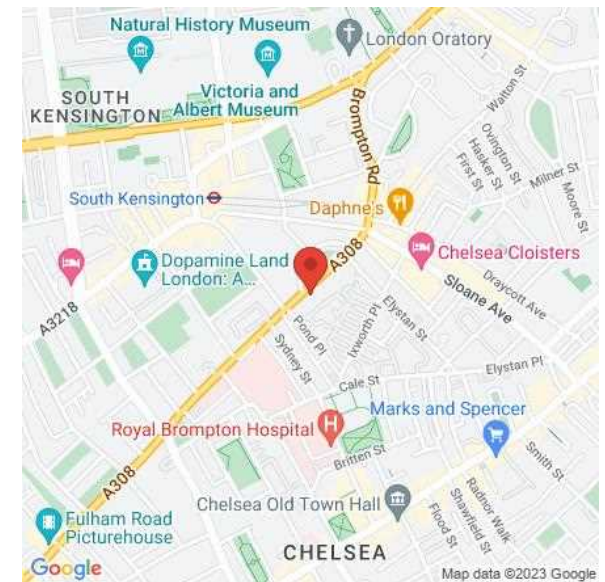 Natural History Museum
London Oratory
Victoria and
Albert Museum
SOUTH
KENSINGTON
Brompton Rd
Walton St
Ovington St
Hasker St
First St
Milner St
Moore St
South Kensington
Daphne's
A308
Chelsea Cloisters
Dopamine Land
London: A...
A3218
Draycott Ave
Sloane Ave
Elystan St
Ixworth Pl
Pond Pl
Sydney St
Elystan Pl
Cale St
Marks and Spencer
Royal Brompton Hospital
Britten St
Smith St
A308
Radnor Walk
Shawfield St
Flood St
Chelsea Old Town Hall
Fulham Road
Picturehouse
CHELSEA
Google
Map data ©2023 Google